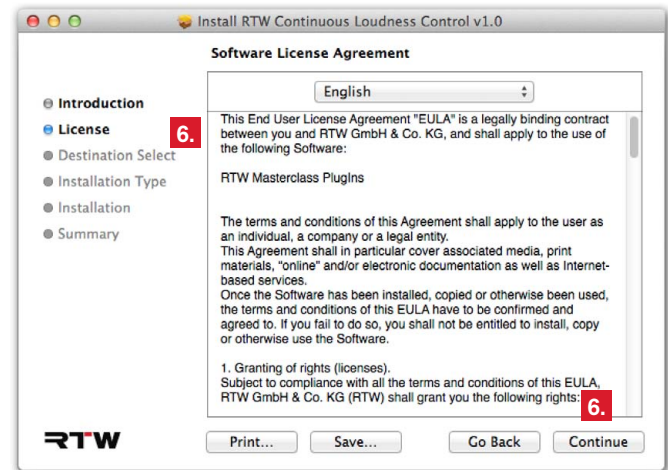 Install RTW Continuous Loudness Control v1.0
Software License Agreement
English
Introduction
License
6.
Destination Select
Installation Type
Installation
Summary
This End User License Agreement "EULA" is a legally binding contract
between you and RTW GmbH & Co. KG, and shall apply to the use of
the following Software:
RTW Masterclass PlugIns
The terms and conditions of this Agreement shall apply to the user as
an individual, a company or a legal entity.
This Agreement shall in particular cover associated media, print
materials, "online" and/or electronic documentation as well as Internet-
based services.
Once the Software has been installed, copied or otherwise been used,
the terms and conditions of this EULA have to be confirmed and
agreed to. If you fail to do so, you shall not be entitled to install, copy
or otherwise use the Software.
1. Granting of rights (licenses).
Subject to compliance with all the terms and conditions of this EULA,
RTW GmbH & Co. KG (RTW) shall grant you the following rights:
6.
RTW
Print... Save... Go Back Continue